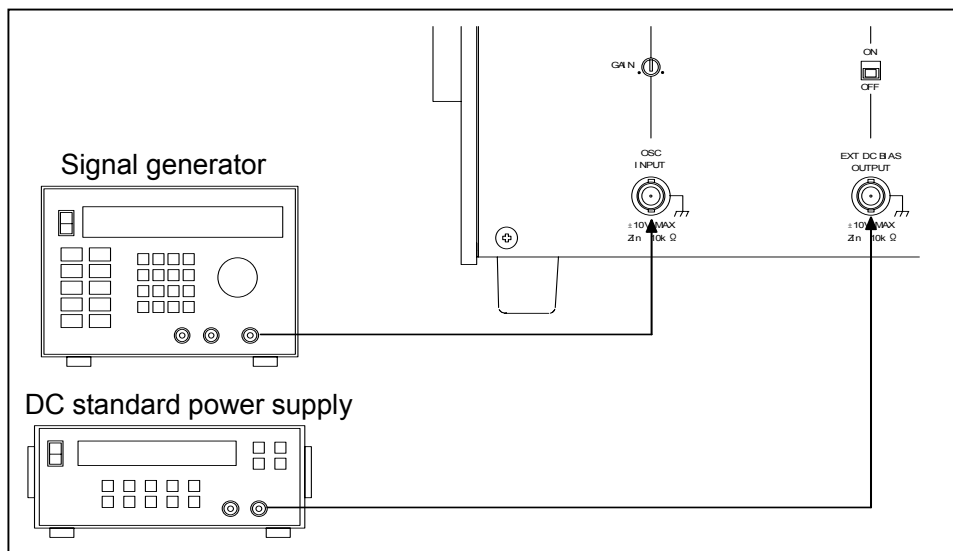 ON
GAIN
OFF
Signal generator
OSC
INPUT
EXT DC BIAS
OUTPUT
±10V MAX
Zin 10k Ω
±10V MAX
Zin 10k Ω
DC standard power supply